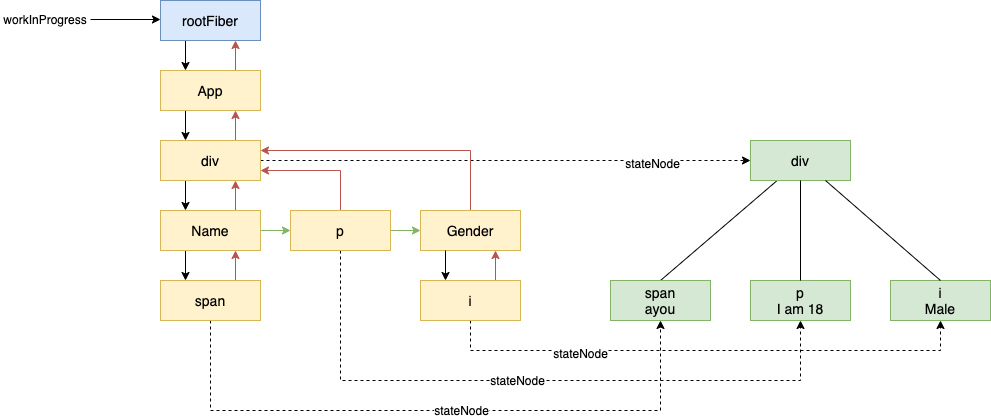 workInProgress
rootFiber
App
div
stateNode
div
Name
p
Gender
span
i
span
ayou
p
I am 18
i
Male
stateNode
stateNode
stateNode